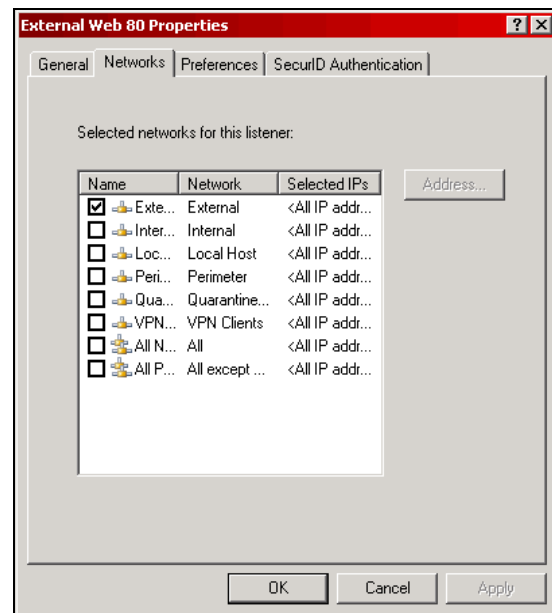 External Web 80 Properties ? X
General Networks Preferences SecurID Authentication
Selected networks for this listener:
Name Network Selected IPs Address...
Exte... External <All IP addr...
Inter... Internal <All IP addr...
Loc... Local Host <All IP addr...
Peri... Perimeter <All IP addr...
Qua... Quarantine... <All IP addr...
VPN... VPN Clients <All IP addr...
All N... All <All IP addr...
All P... All except ... <All IP addr...
OK Cancel Apply